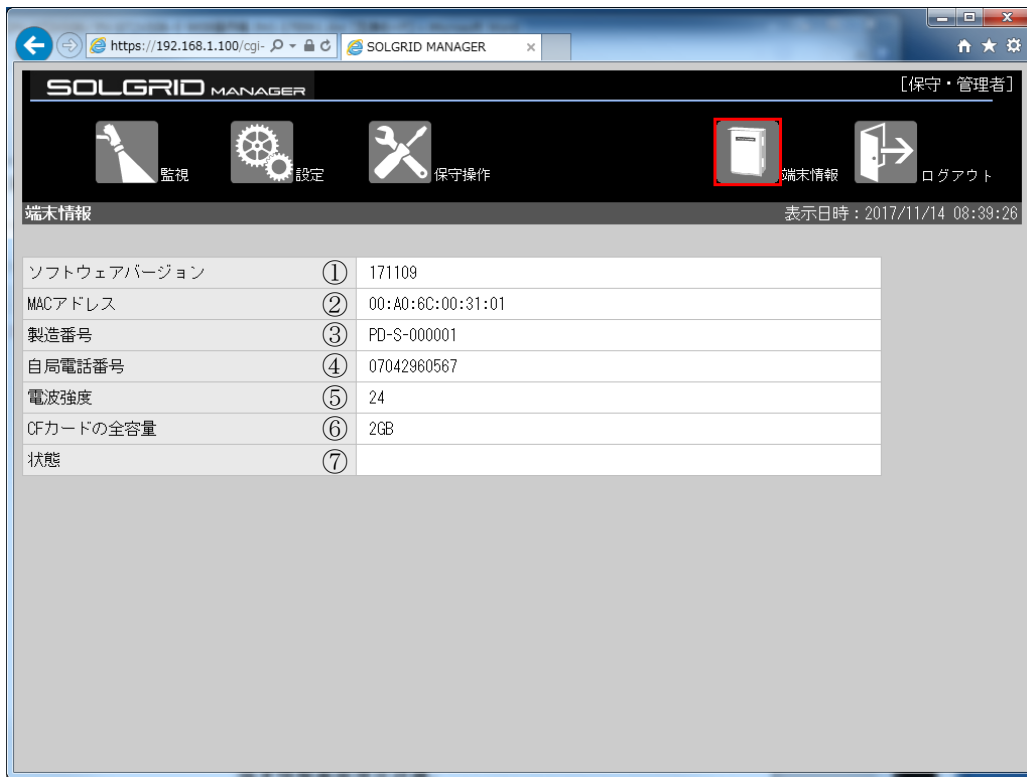 https://192.168.1.100/cgi-
SOLGRID MANAGER
SOLGRID MANAGER
[保守・管理者]
監視
設定
保守操作
端末情報
ログアウト
端末情報
表示日時：2017/11/14 08:39:26
ソフトウェアバージョン ① 171109
MACアドレス ② 00:A0:6C:00:31:01
製造番号 ③ PD-S-000001
自局電話番号 ④ 07042960567
電波強度 ⑤ 24
CFカードの全容量 ⑥ 2GB
状態 ⑦